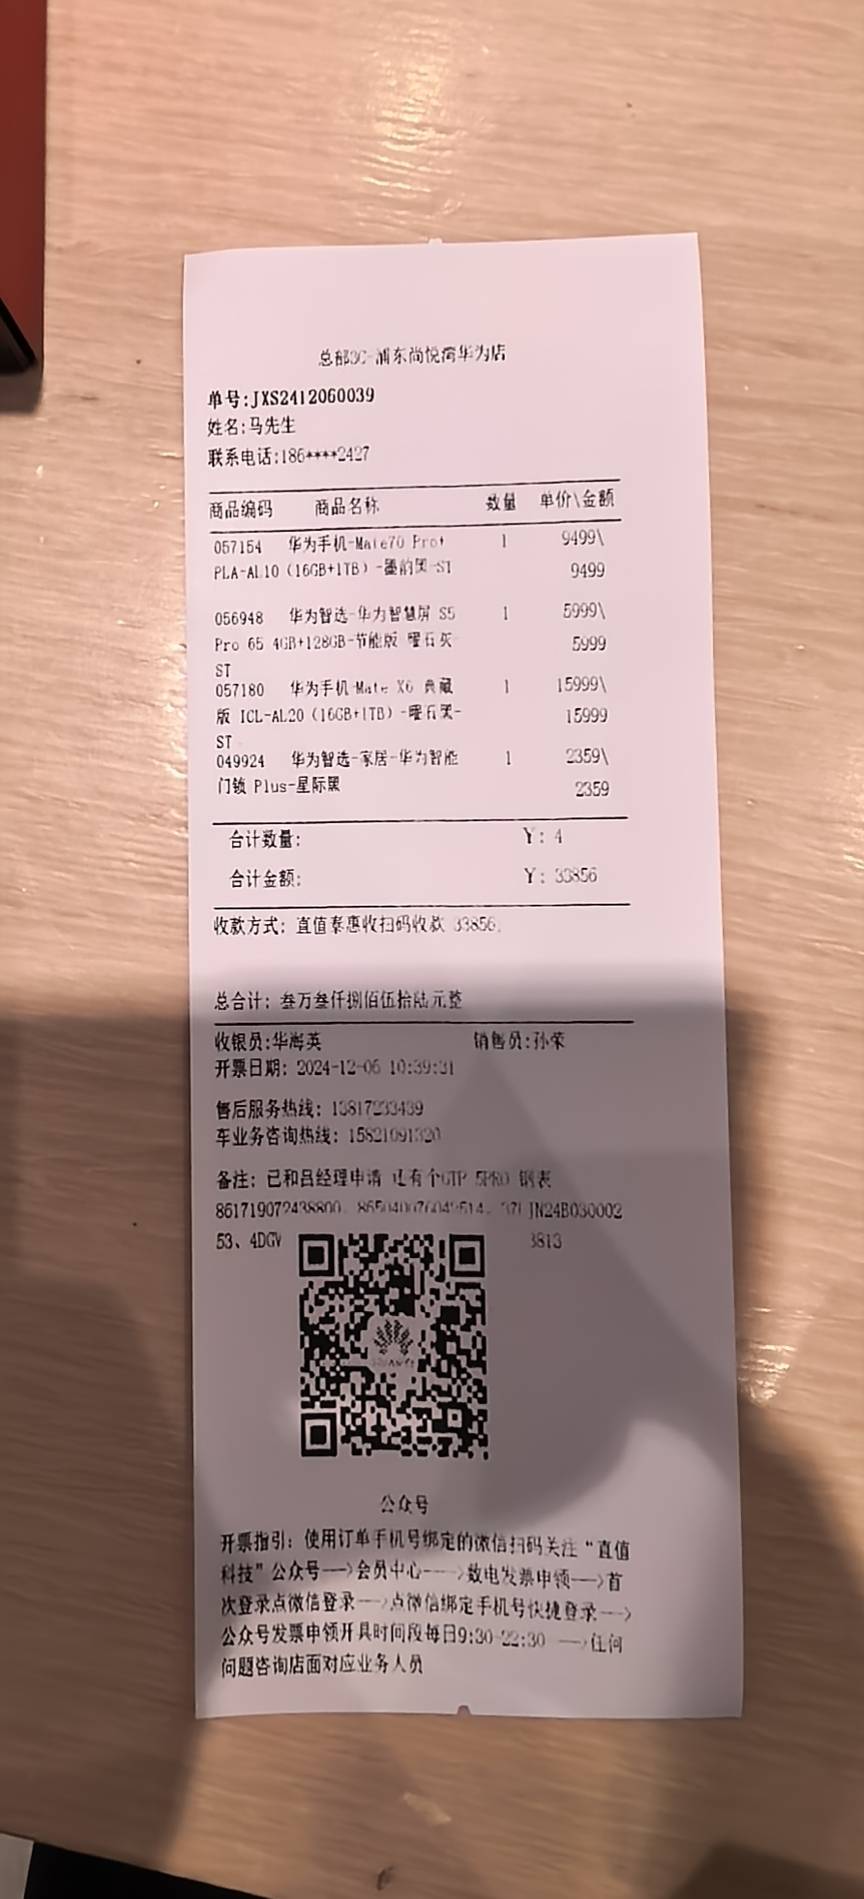 总部3C-浦东尚悦湾华为店
单号:JXS2412060039
姓名:马先生
联系电话:186****2427
商品编码 商品名称 数量 单价\金额
057154 华为手机-Mate70 Pro+ 1 9499\
PLA-AL10（16GB+1TB）-墨韵黑-ST 9499
056948 华为智选-华为智慧屏 S5 1 5999\
Pro 65 4GB+128GB-节能版 曜石灰- 5999
ST
057180 华为手机-Mate X6 典藏 1 15999\
版 ICL-AL20（16GB+1TB）-曜石黑- 15999
ST
049924 华为智选-家居-华为智能 1 2359\
门锁 Plus-星际黑 2359
合计数量: Y: 4
合计金额: Y: 33856
收款方式: 直值泰惠收扫码收款 33856,
总合计: 叁万叁仟捌佰伍拾陆元整
收银员:华海英 销售员:孙荣
开票日期: 2024-12-06 10:39:31
售后服务热线: 13817233439
车业务咨询热线: 15821091320
备注: 已和吕经理申请 还有个GTP 5PRO 钢表
861719072438800、 JN24B030002
53、4DGV 3813
公众号
开票指引: 使用订单手机号绑定的微信扫码关注“直值
科技”公众号--->会员中心---->数电发票申领--->首
次登录点微信登录--->点微信绑定手机号快捷登录--->
公众号发票申领开具时间段每日9:30-22:30 --->任何
问题咨询店面对应业务人员